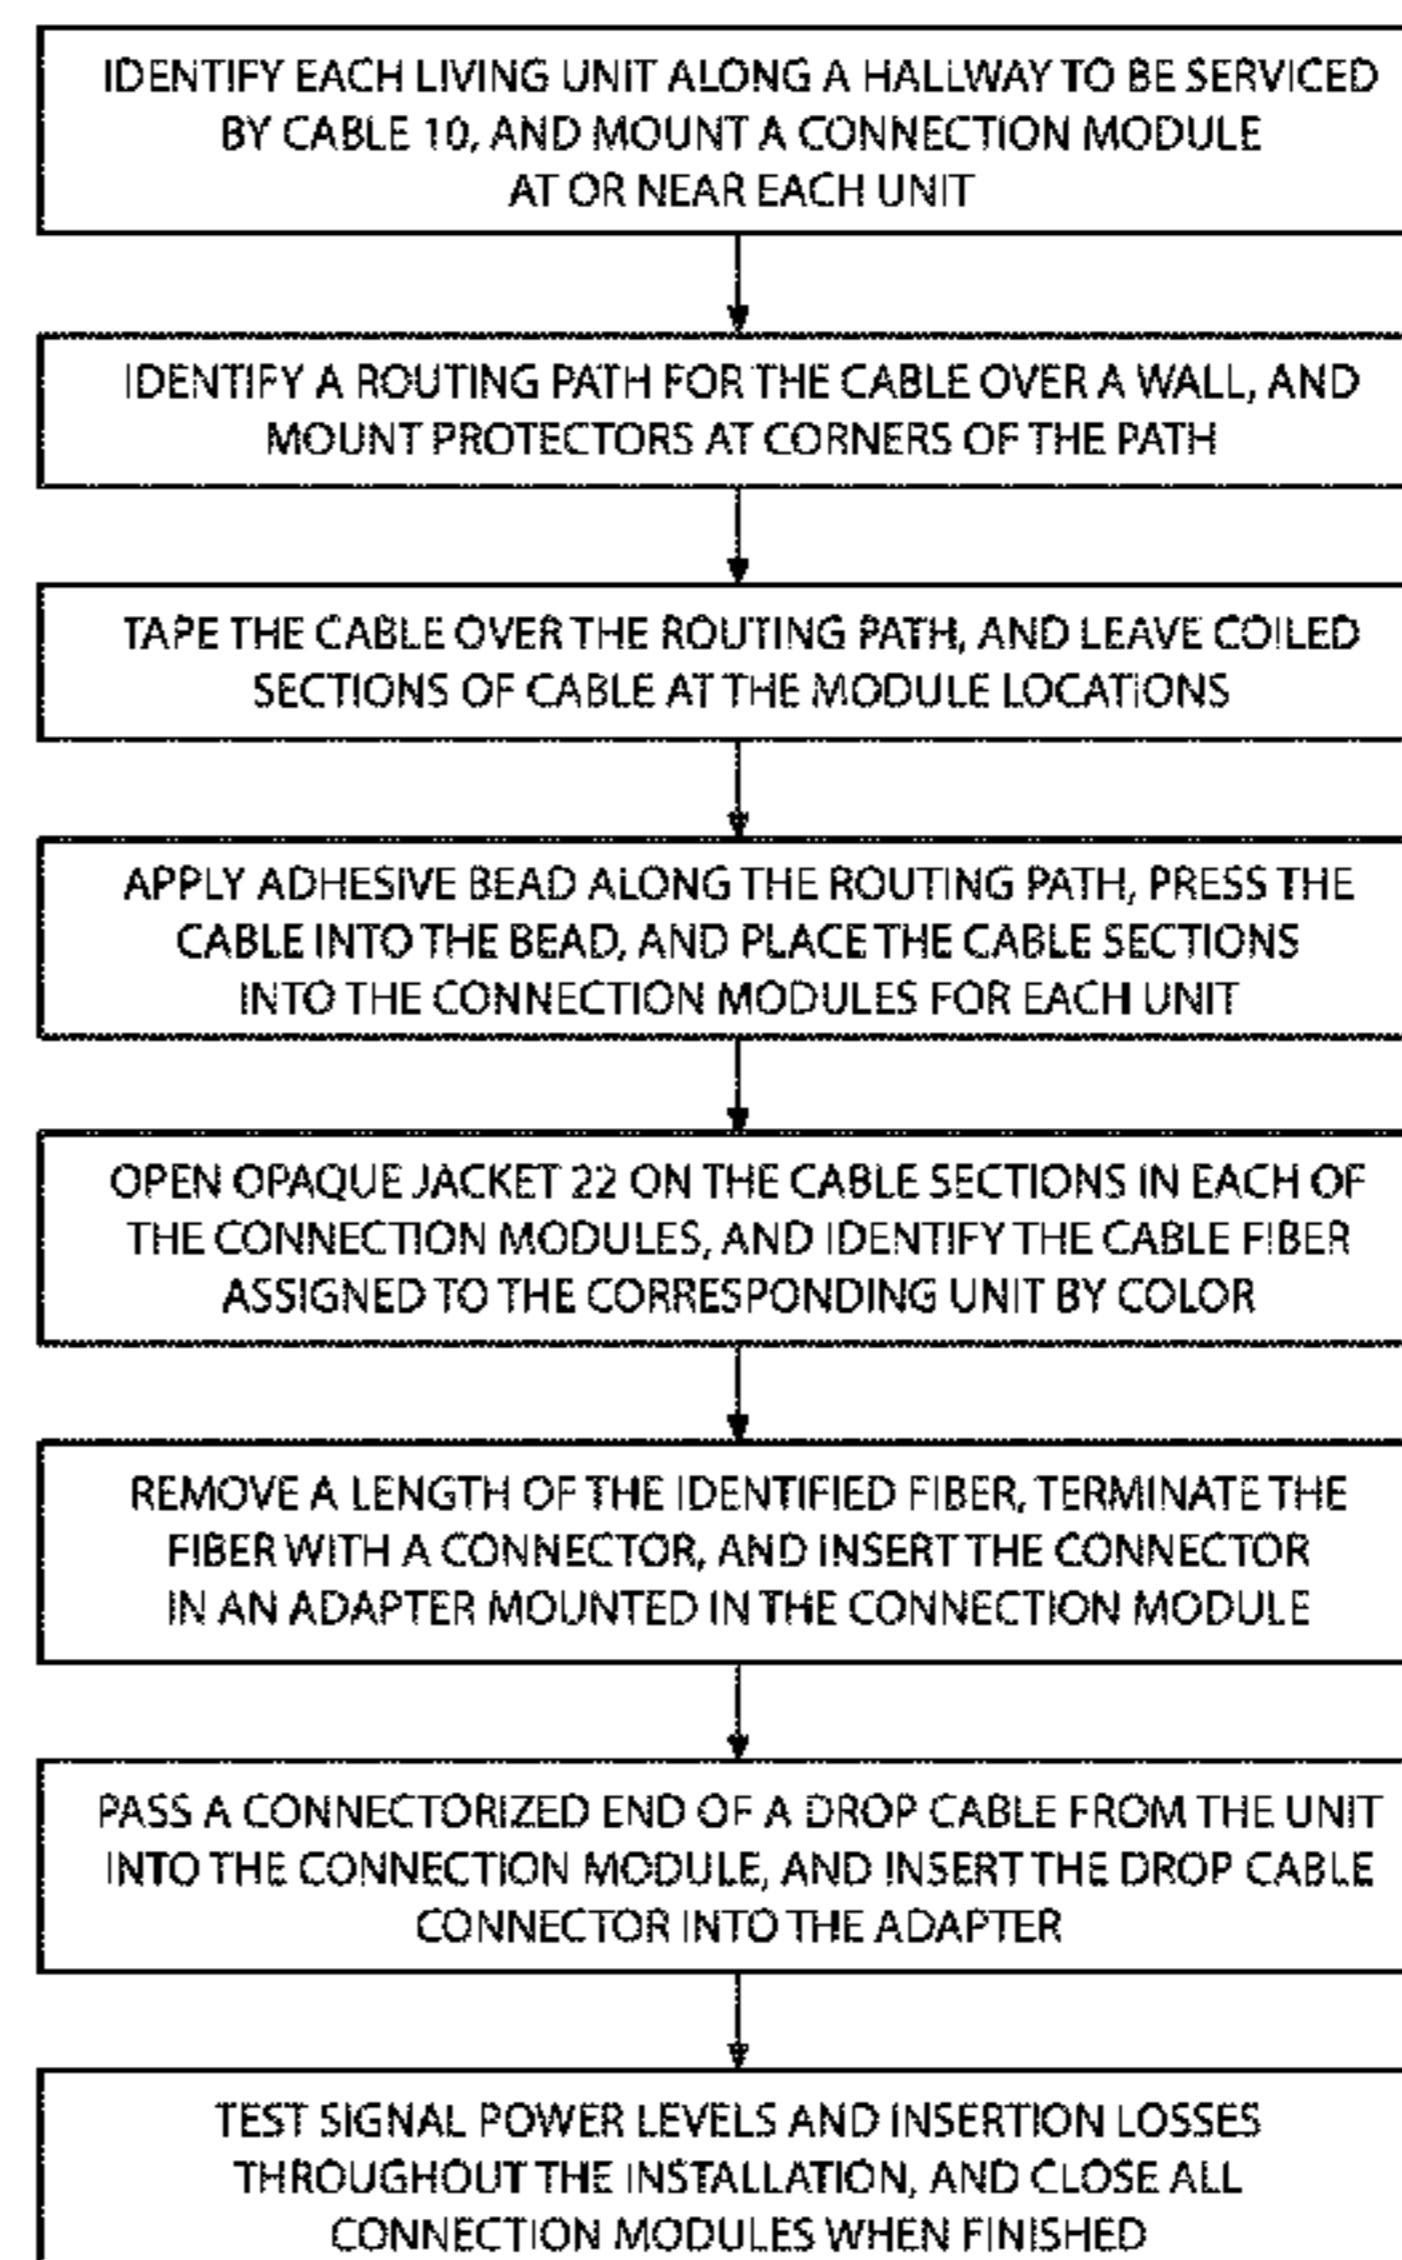 IDENTIFY EACH LIVING UNIT ALONG A HALLWAY TO BE SERVICED
BY CABLE 10, AND MOUNT A CONNECTION MODULE
AT OR NEAR EACH UNIT
IDENTIFY A ROUTING PATH FOR THE CABLE OVER A WALL, AND
MOUNT PROTECTORS AT CORNERS OF THE PATH
TAPE THE CABLE OVER THE ROUTING PATH, AND LEAVE COILED
SECTIONS OF CABLE AT THE MODULE LOCATIONS
APPLY ADHESIVE BEAD ALONG THE ROUTING PATH, PRESS THE
CABLE INTO THE BEAD, AND PLACE THE CABLE SECTIONS
INTO THE CONNECTION MODULES FOR EACH UNIT
OPEN OPAQUE JACKET 22 ON THE CABLE SECTIONS IN EACH OF
THE CONNECTION MODULES, AND IDENTIFY THE CABLE FIBER
ASSIGNED TO THE CORRESPONDING UNIT BY COLOR
REMOVE A LENGTH OF THE IDENTIFIED FIBER, TERMINATE THE
FIBER WITH A CONNECTOR, AND INSERT THE CONNECTOR
IN AN ADAPTER MOUNTED IN THE CONNECTION MODULE
PASS A CONNECTORIZED END OF A DROP CABLE FROM THE UNIT
INTO THE CONNECTION MODULE, AND INSERT THE DROP CABLE
CONNECTOR INTO THE ADAPTER
TEST SIGNAL POWER LEVELS AND INSERTION LOSSES
THROUGHOUT THE INSTALLATION, AND CLOSE ALL
CONNECTION MODULES WHEN FINISHED